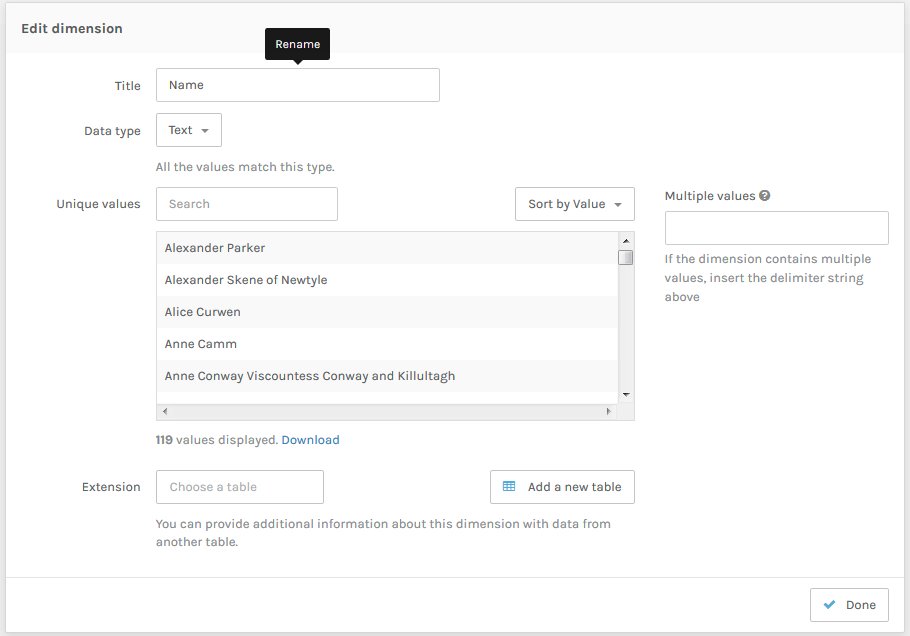 Edit dimension
Rename
Title Name
Data type Text
All the values match this type.
Unique values Search Sort by Value Multiple values ?
Alexander Parker
Alexander Skene of Newtyle
Alice Curwen
Anne Camm
Anne Conway Viscountess Conway and Killultagh
If the dimension contains multiple
values, insert the delimiter string
above
119 values displayed. Download
Extension Choose a table Add a new table
You can provide additional information about this dimension with data from
another table.
Done